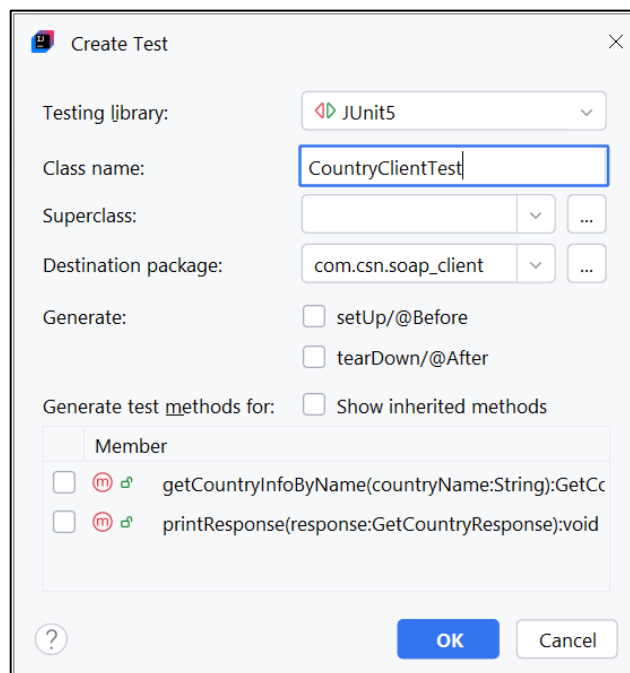 Create Test
Testing library: JUnit5
Class name: CountryClientTest
Superclass: ...
Destination package: com.csn.soap_client ...
Generate: setUp/@Before
tearDown/@After
Generate test methods for: Show inherited methods
Member
getCountryInfoByName(countryName:String):GetCc
printResponse(response:GetCountryResponse):void
? OK Cancel